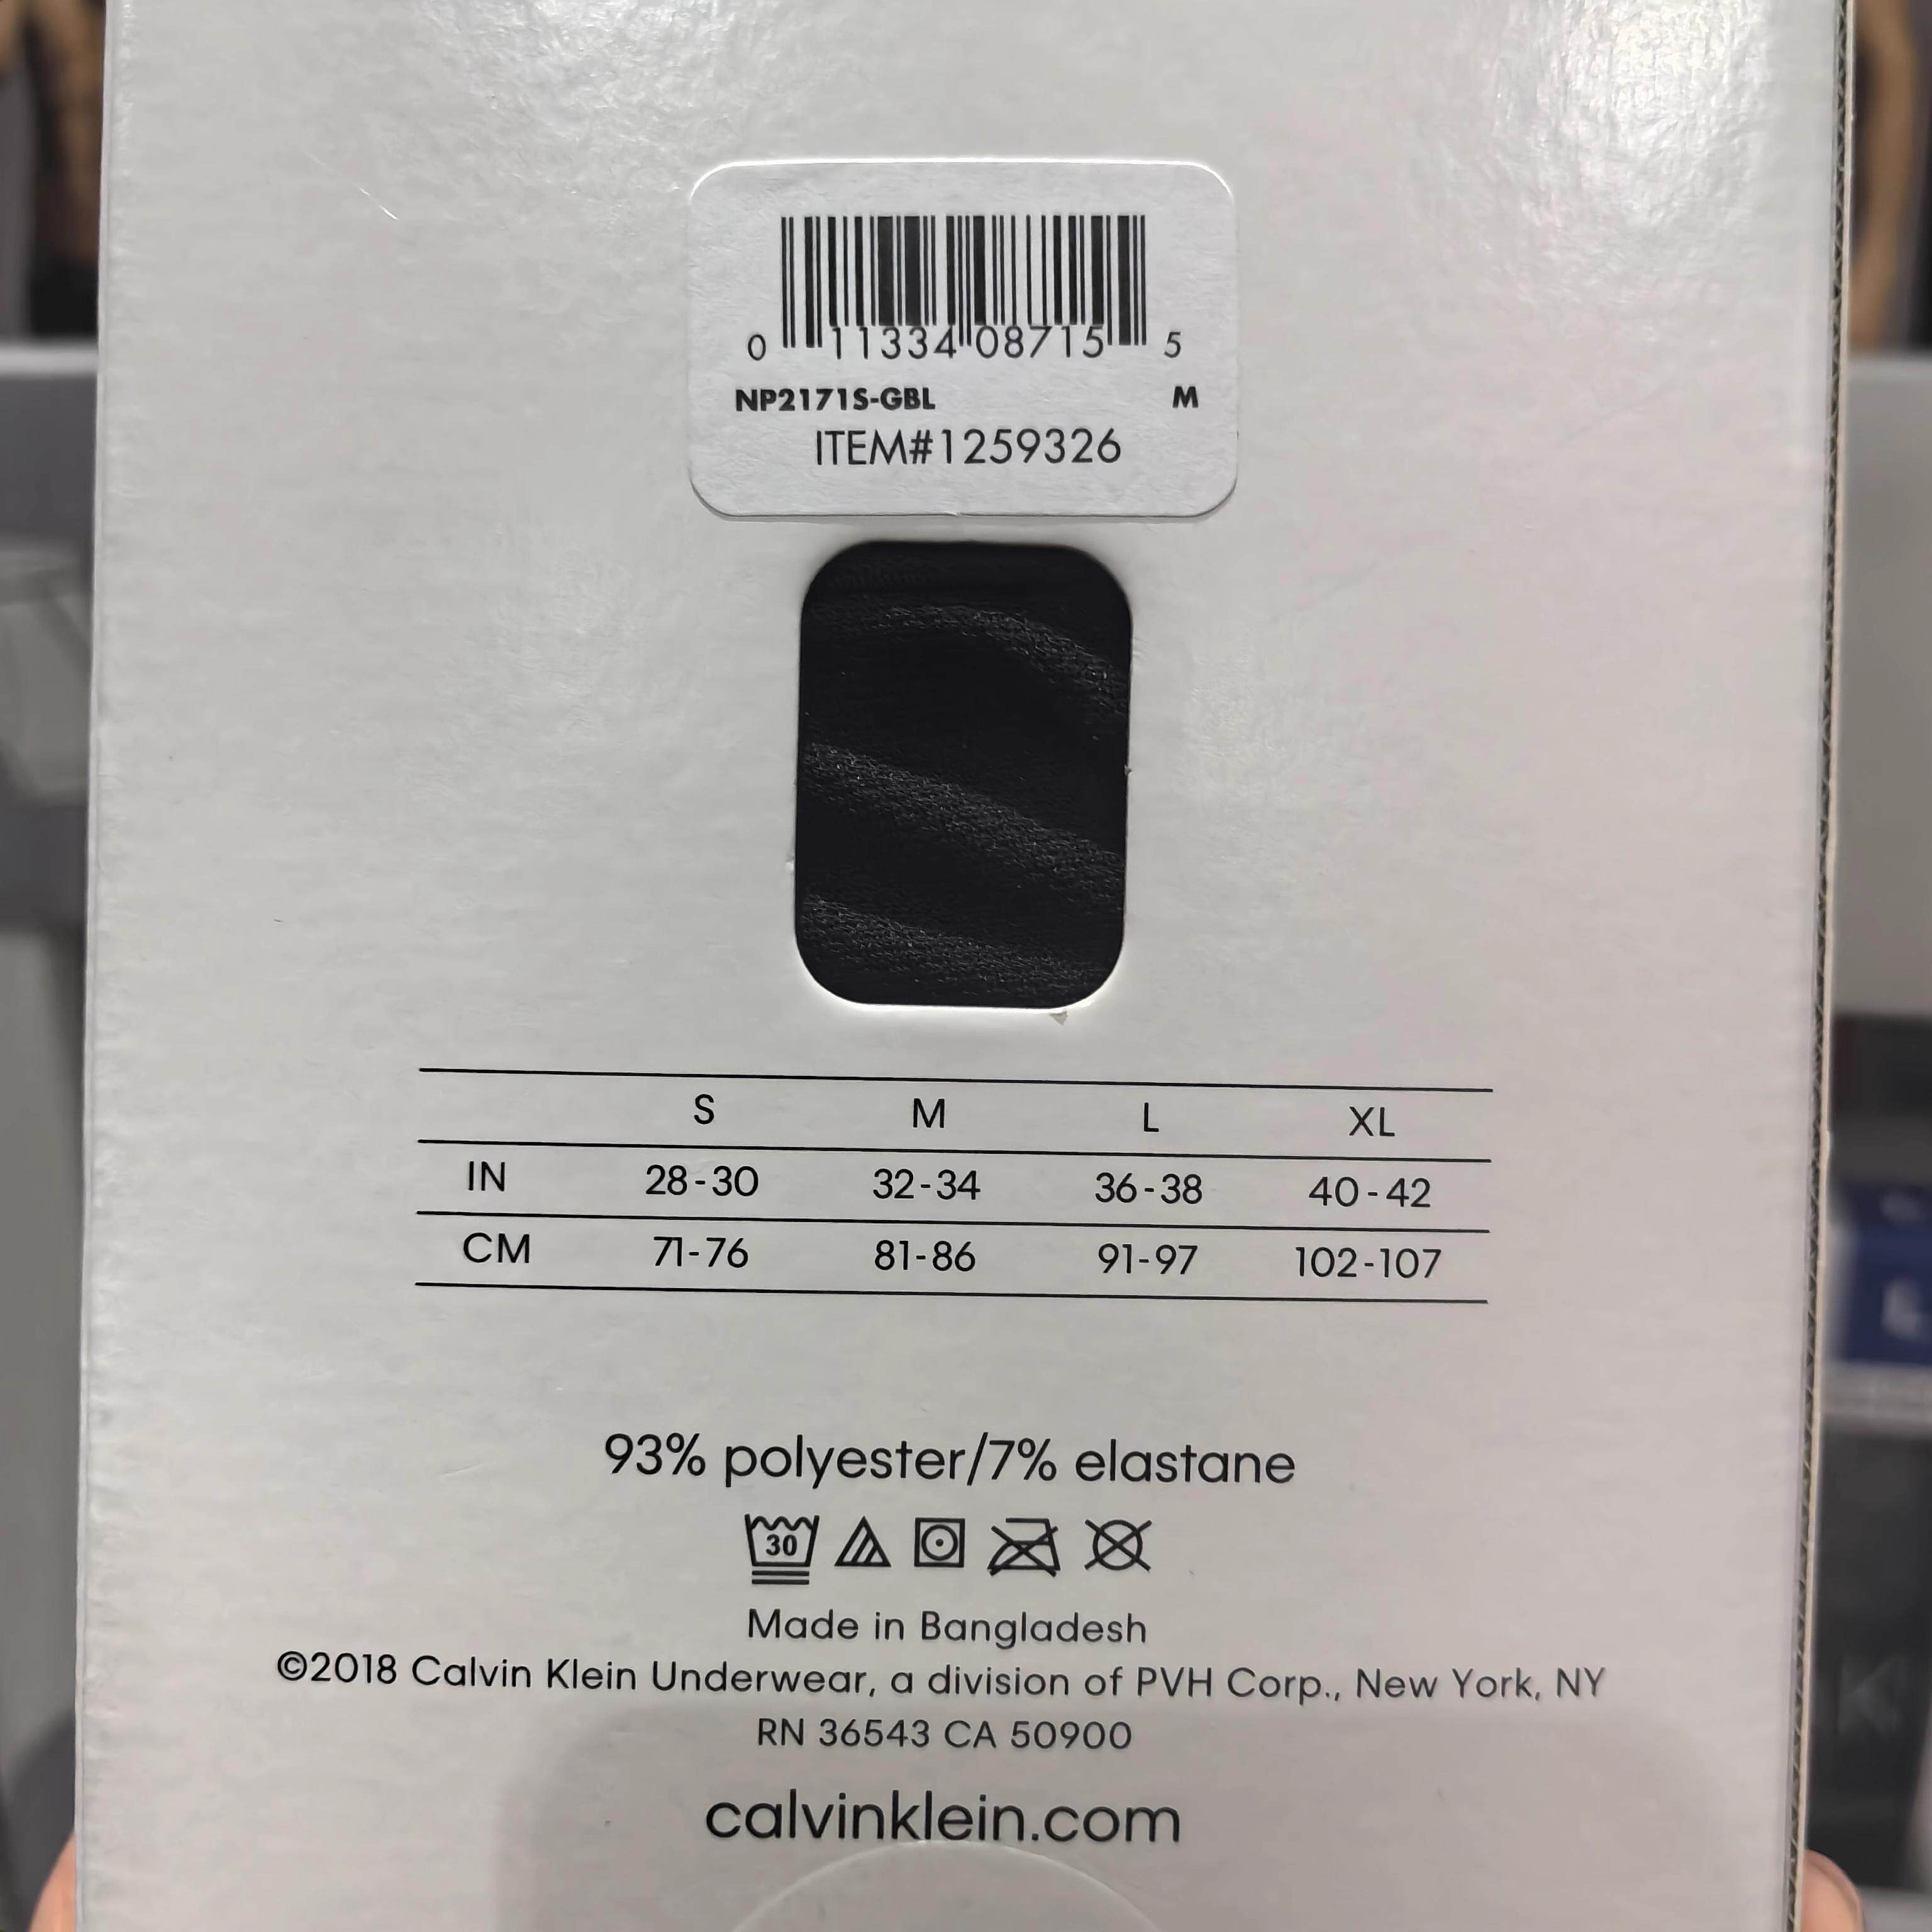 0 11334 08715 5
NP2171S-GBL M
ITEM#1259326
S M L XL
IN 28-30 32-34 36-38 40-42
CM 71-76 81-86 91-97 102-107
93% polyester/7% elastane
30
Made in Bangladesh
©2018 Calvin Klein Underwear, a division of PVH Corp., New York, NY
RN 36543 CA 50900
calvinklein.com